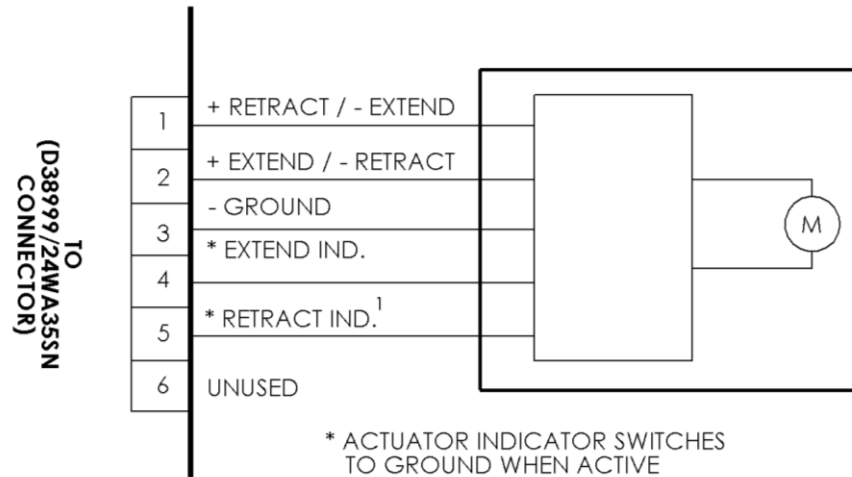 TO
(D38999/24WA35SN
CONNECTOR)
1
+ RETRACT / - EXTEND
2
+ EXTEND / - RETRACT
3
- GROUND
4
* EXTEND IND.
5
* RETRACT IND.¹
6
UNUSED
M
* ACTUATOR INDICATOR SWITCHES
TO GROUND WHEN ACTIVE